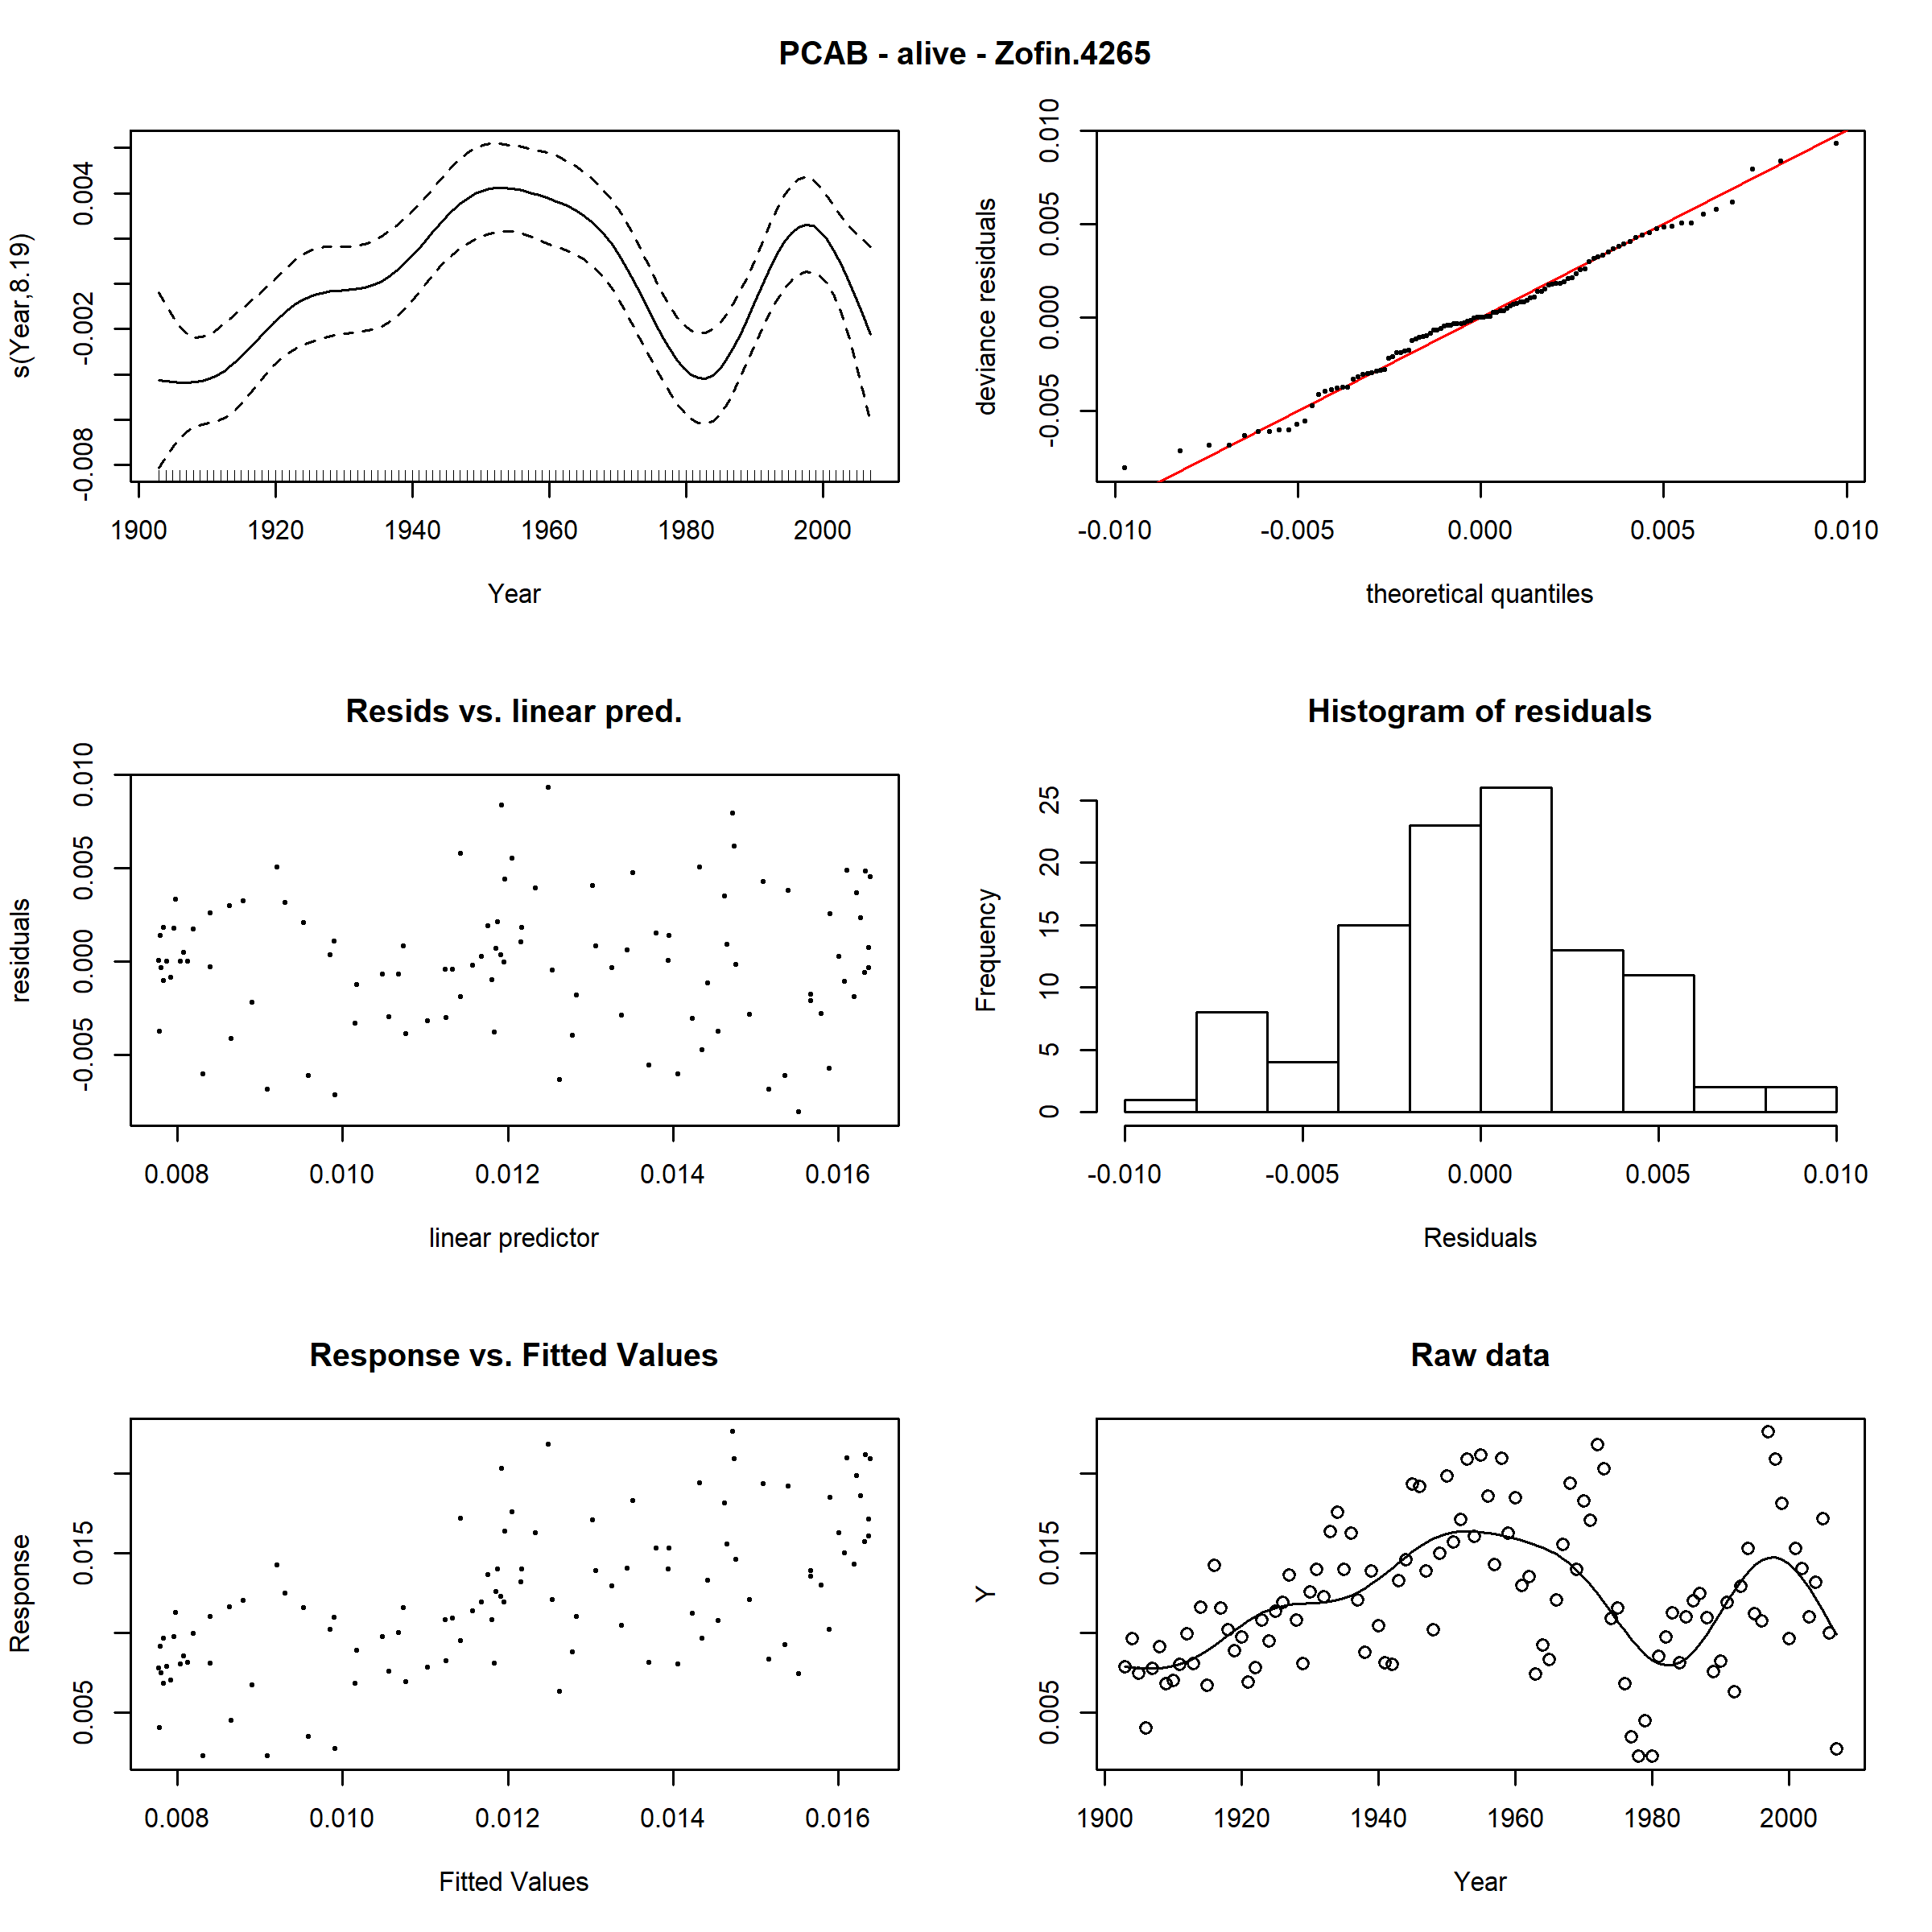 PCAB - alive - Zofin.4265
s(Year,8.19)
0.004
-0.002
-0.008
1900 1920 1940 1960 1980 2000
Year
deviance residuals
0.010
0.005
0.000
-0.005
-0.010 -0.005 0.000 0.005 0.010
theoretical quantiles
Resids vs. linear pred.
residuals
0.010
0.005
0.000
-0.005
0.008 0.010 0.012 0.014 0.016
linear predictor
Histogram of residuals
Frequency
25
20
15
10
5
0
-0.010 -0.005 0.000 0.005 0.010
Residuals
Response vs. Fitted Values
Response
0.015
0.005
0.008 0.010 0.012 0.014 0.016
Fitted Values
Raw data
Y
0.015
0.005
1900 1920 1940 1960 1980 2000
Year